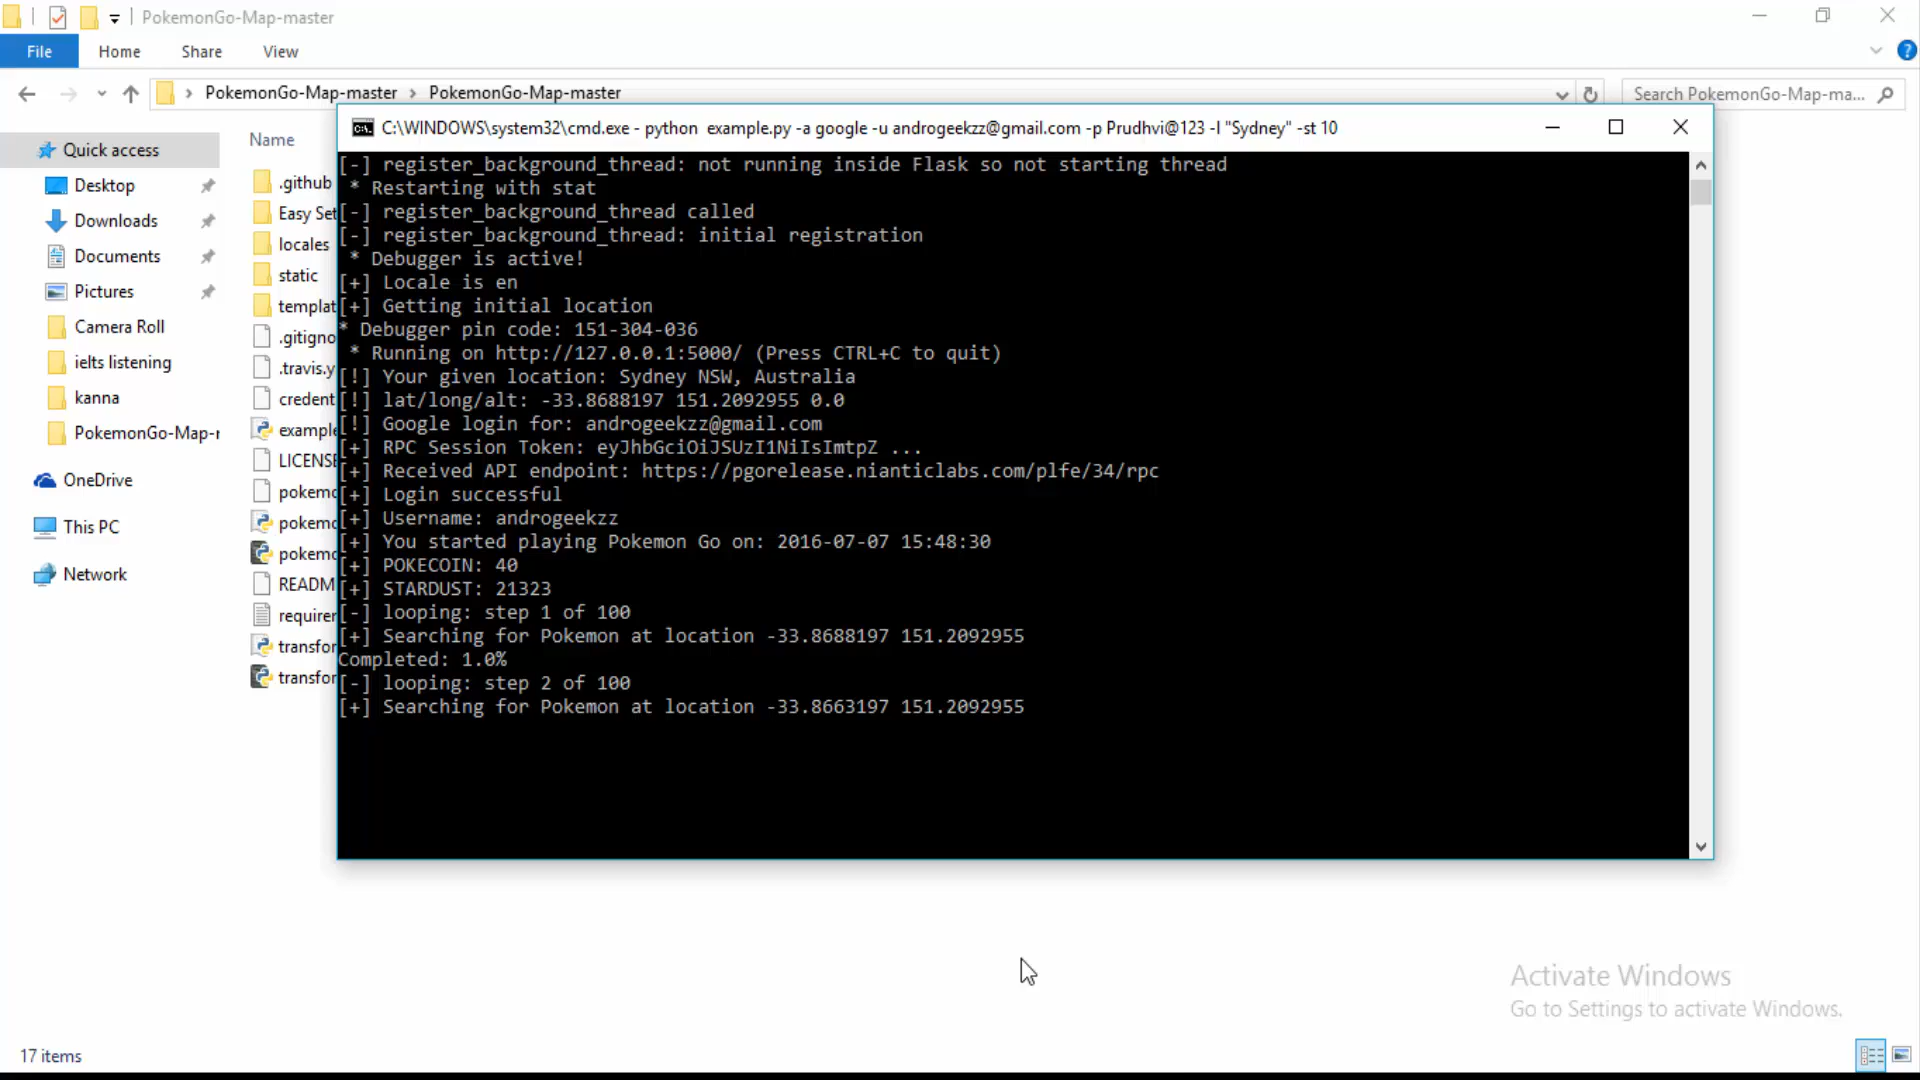 PokemonGo-Map-master
File Home Share View
PokemonGo-Map-master > PokemonGo-Map-master
Search PokemonGo-Map-ma...
C:\WINDOWS\system32\cmd.exe - python example.py -a google -u androgeekzz@gmail.com -p Prudhvi@123 -l "Sydney" -st 10
Quick access
Desktop
Downloads
Documents
Pictures
Camera Roll
ielts listening
kanna
PokemonGo-Map-r
OneDrive
This PC
Network
Name
.github
Easy Set
locales
static
templat
.gitigno
.travis.y
credent
example
LICENSE
pokemo
pokemo
pokemo
READM
requirer
transfor
transfor
[-] register_background_thread: not running inside Flask so not starting thread
* Restarting with stat
[-] register_background_thread called
[-] register_background_thread: initial registration
* Debugger is active!
[+] Locale is en
[+] Getting initial location
* Debugger pin code: 151-304-036
* Running on http://127.0.0.1:5000/ (Press CTRL+C to quit)
[!] Your given location: Sydney NSW, Australia
[!] lat/long/alt: -33.8688197 151.2092955 0.0
[!] Google login for: androgeekzz@gmail.com
[+] RPC Session Token: eyJhbGciOiJSUzI1NiIsImtpZ ...
[+] Received API endpoint: https://pgorelease.nianticlabs.com/plfe/34/rpc
[+] Login successful
[+] Username: androgeekzz
[+] You started playing Pokemon Go on: 2016-07-07 15:48:30
[+] POKECOIN: 40
[+] STARDUST: 21323
[-] looping: step 1 of 100
[+] Searching for Pokemon at location -33.8688197 151.2092955
Completed: 1.0%
[-] looping: step 2 of 100
[+] Searching for Pokemon at location -33.8663197 151.2092955
Activate Windows
Go to Settings to activate Windows.
17 items